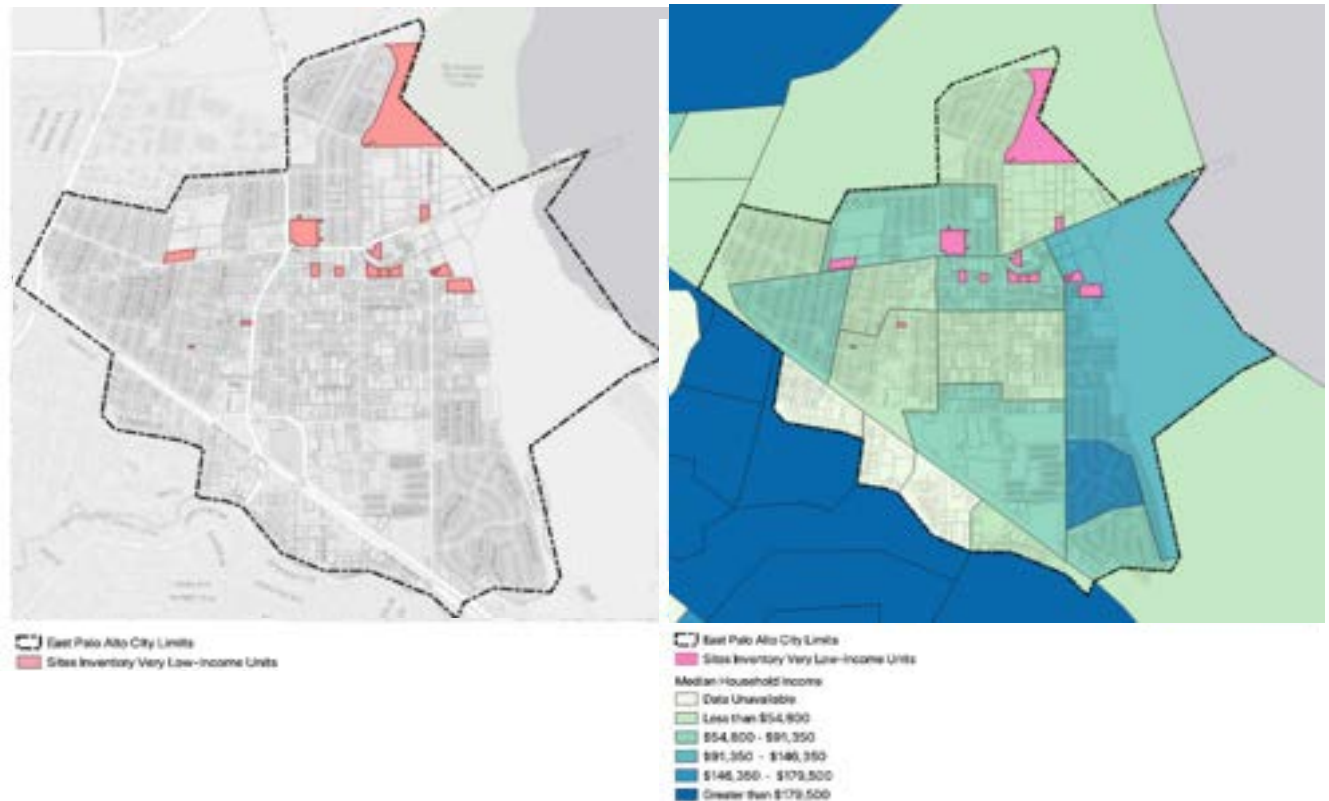 East Palo Alto City Limits
Sites Inventory Very Low-Income Units
East Palo Alto City Limits
Sites Inventory Very Low-Income Units
Median Household Income
Data Unavailable
Less than $54,800
$54,800 - $91,350
$91,350 - $146,350
$146,350 - $179,500
Greater than $179,500